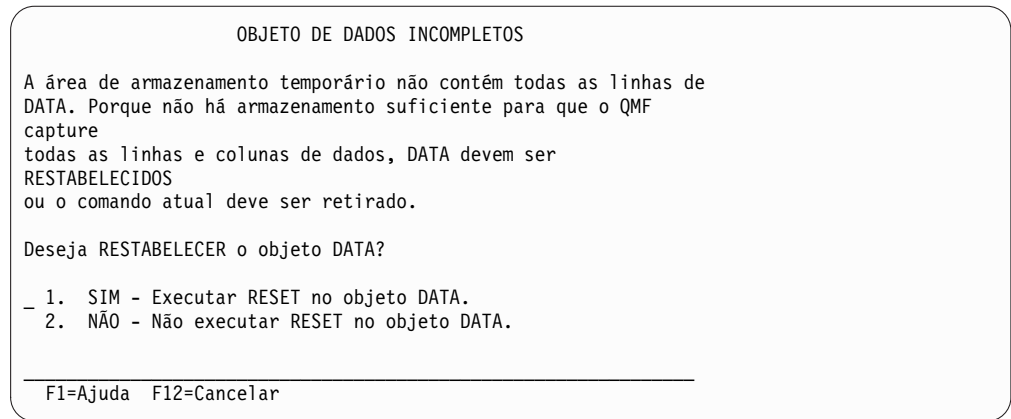 OBJETO DE DADOS INCOMPLETOS
A área de armazenamento temporário não contém todas as linhas de
DATA. Porque não há armazenamento suficiente para que o QMF
capture
todas as linhas e colunas de dados, DATA devem ser
RESTABELECIDOS
ou o comando atual deve ser retirado.
Deseja RESTABELECER o objeto DATA?
_ 1. SIM - Executar RESET no objeto DATA.
2. NÃO - Não executar RESET no objeto DATA.
F1=Ajuda F12=Cancelar